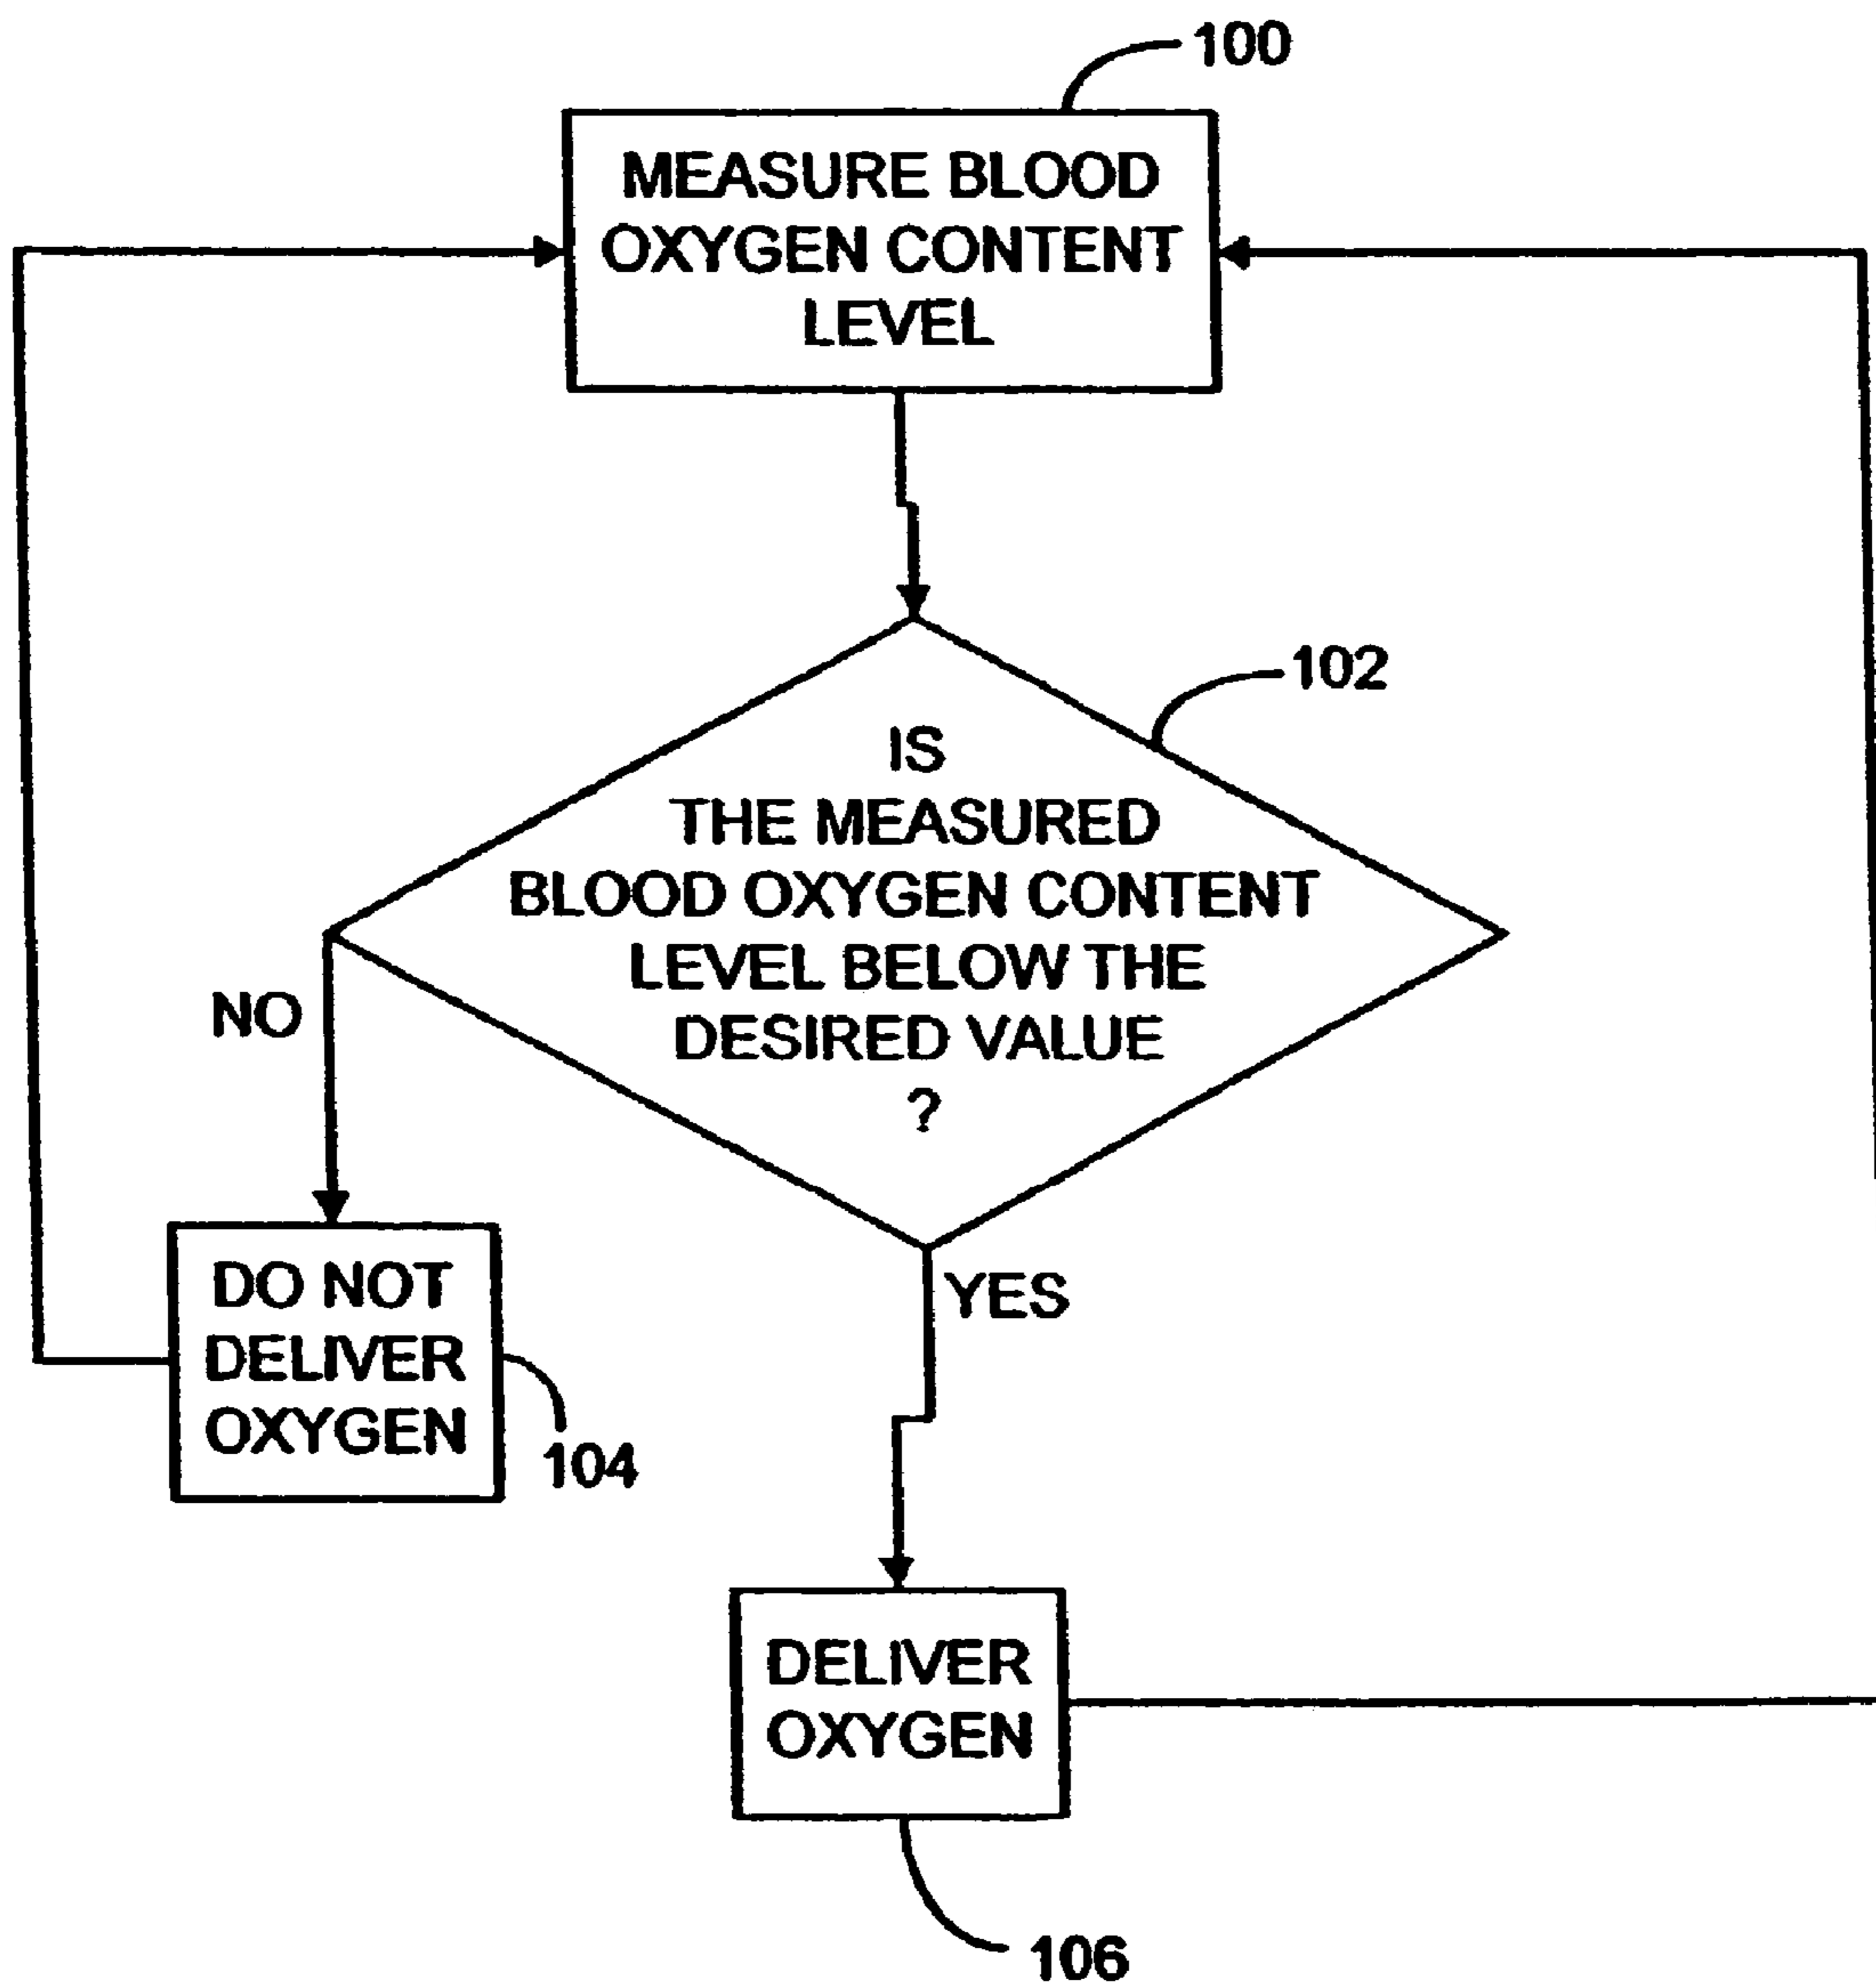 100
MEASURE BLOOD
OXYGEN CONTENT
LEVEL
102
IS
THE MEASURED
BLOOD OXYGEN CONTENT
LEVEL BELOW THE
DESIRED VALUE
?
NO
DO NOT
DELIVER
OXYGEN
104
YES
DELIVER
OXYGEN
106